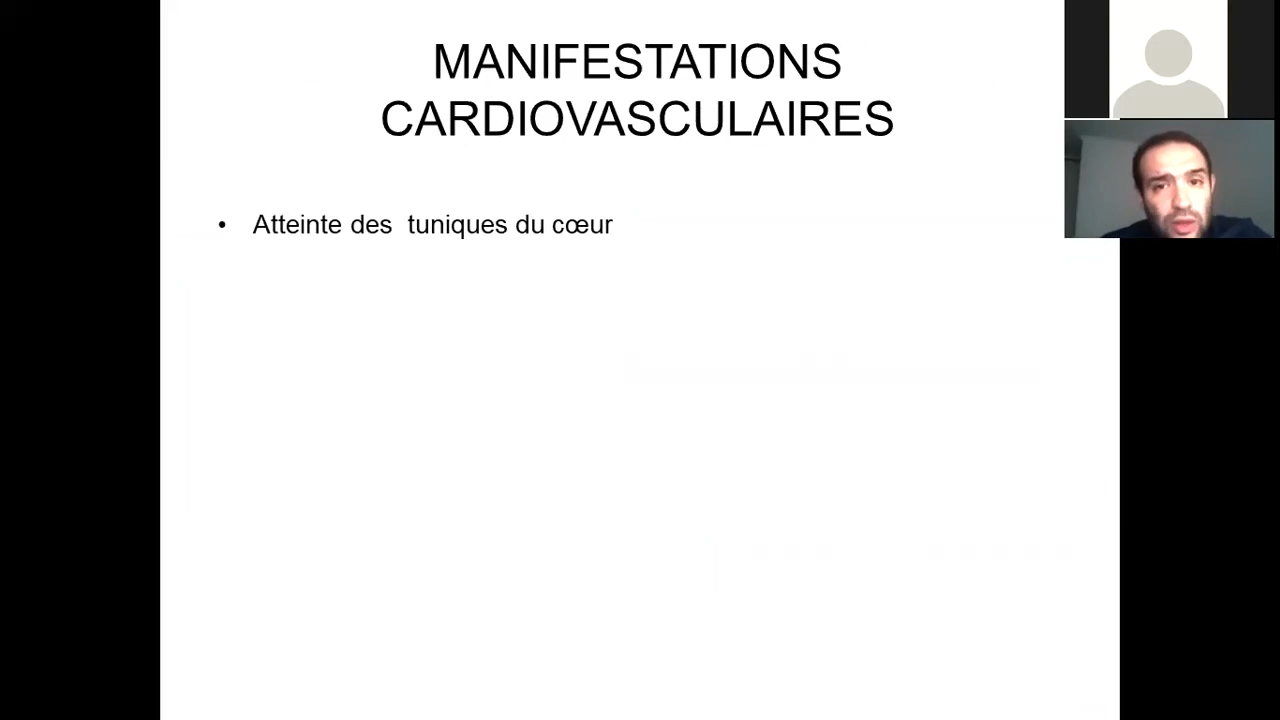 MANIFESTATIONS
CARDIOVASCULAIRES
• Atteinte des  tuniques du cœur